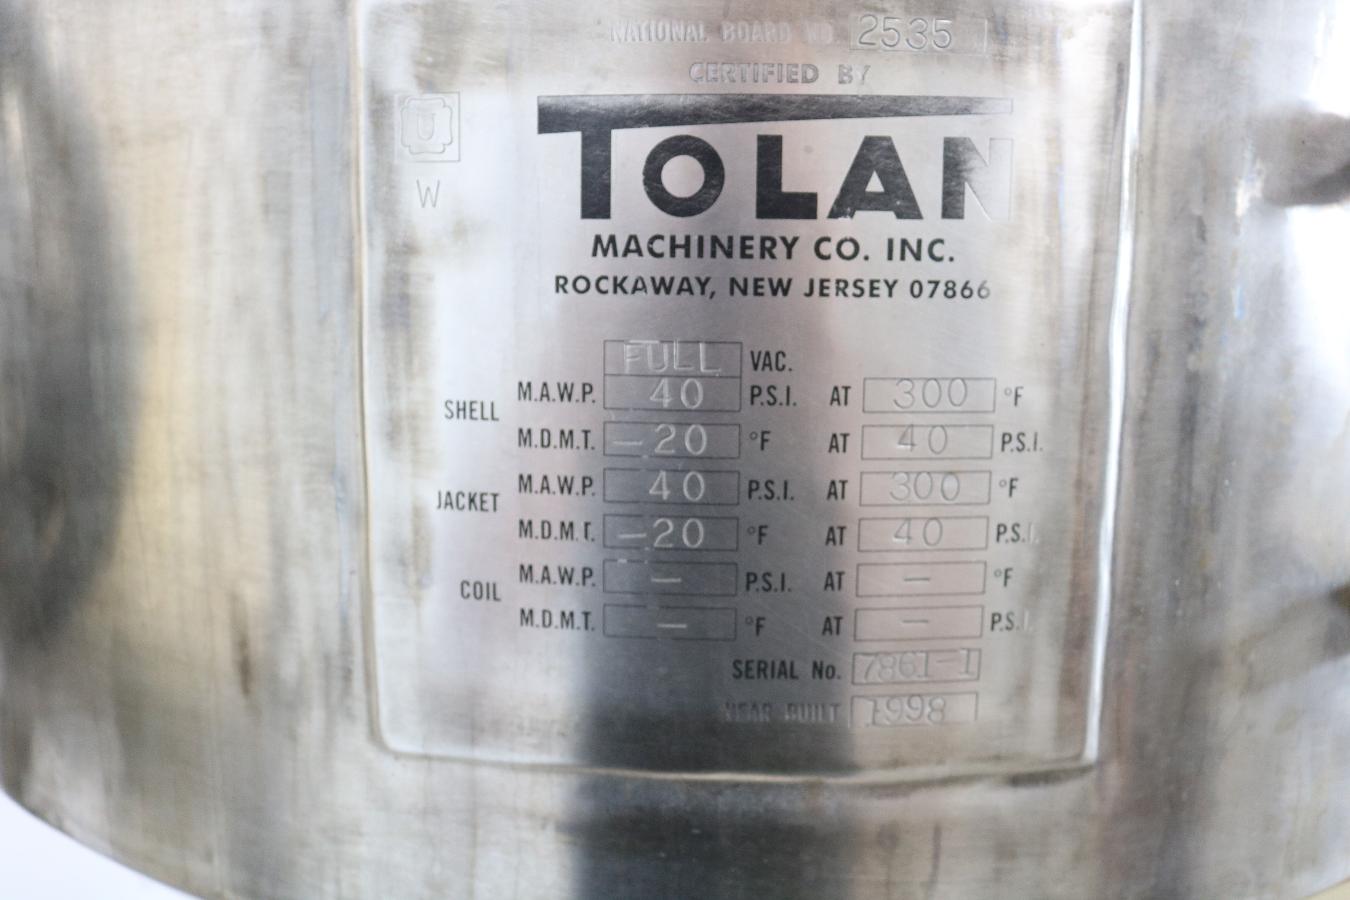 NATIONAL BOARD NO. 2535
CERTIFIED BY
U
W
TOLAN
MACHINERY CO. INC.
ROCKAWAY, NEW JERSEY 07866
FULL VAC.
SHELL M.A.W.P. 40 P.S.I. AT 300 °F
M.D.M.T. -20 °F AT 40 P.S.I.
JACKET M.A.W.P. 40 P.S.I. AT 300 °F
M.D.M.T. -20 °F AT 40 P.S.I.
COIL M.A.W.P. - P.S.I. AT - °F
M.D.M.T. - °F AT - P.S.I.
SERIAL No. 7861-1
YEAR BUILT 1998